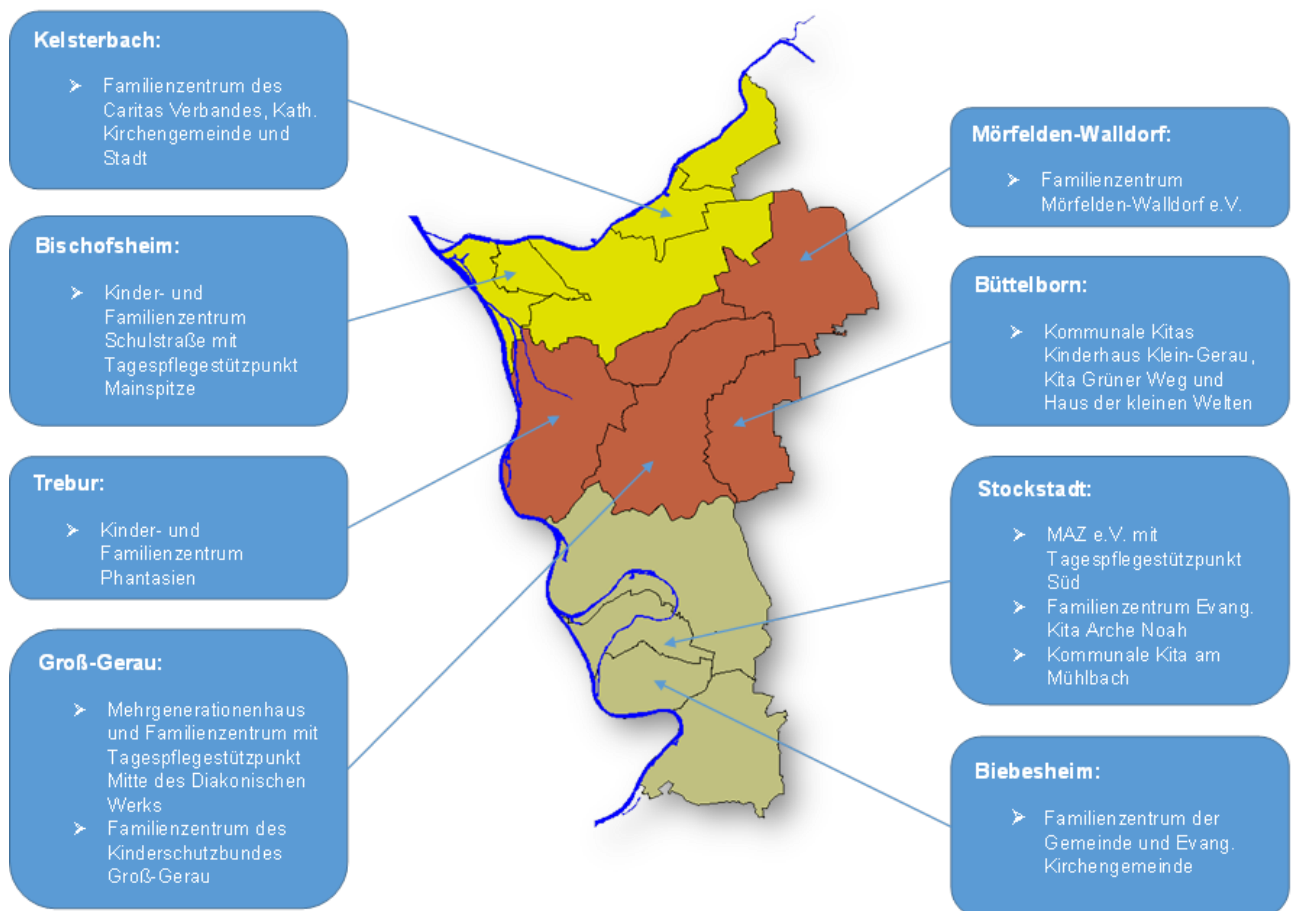 Kelsterbach:
➢ Familienzentrum des
Caritas Verbandes, Kath.
Kirchengemeinde und
Stadt
Bischofsheim:
➢ Kinder- und
Familienzentrum
Schulstraße mit
Tagespflegestützpunkt
Mainspitze
Trebur:
➢ Kinder- und
Familienzentrum
Phantasien
Groß-Gerau:
➢ Mehrgenerationenhaus
und Familienzentrum mit
Tagespflegestützpunkt
Mitte des Diakonischen
Werks
➢ Familienzentrum des
Kinderschutzbundes
Groß-Gerau
Mörfelden-Walldorf:
➢ Familienzentrum
Mörfelden-Walldorf e.V.
Büttelborn:
➢ Kommunale Kitas
Kinderhaus Klein-Gerau,
Kita Grüner Weg und
Haus der kleinen Welten
Stockstadt:
➢ MAZ e.V. mit
Tagespflegestützpunkt
Süd
➢ Familienzentrum Evang.
Kita Arche Noah
➢ Kommunale Kita am
Mühlbach
Biebesheim:
➢ Familienzentrum der
Gemeinde und Evang.
Kirchengemeinde